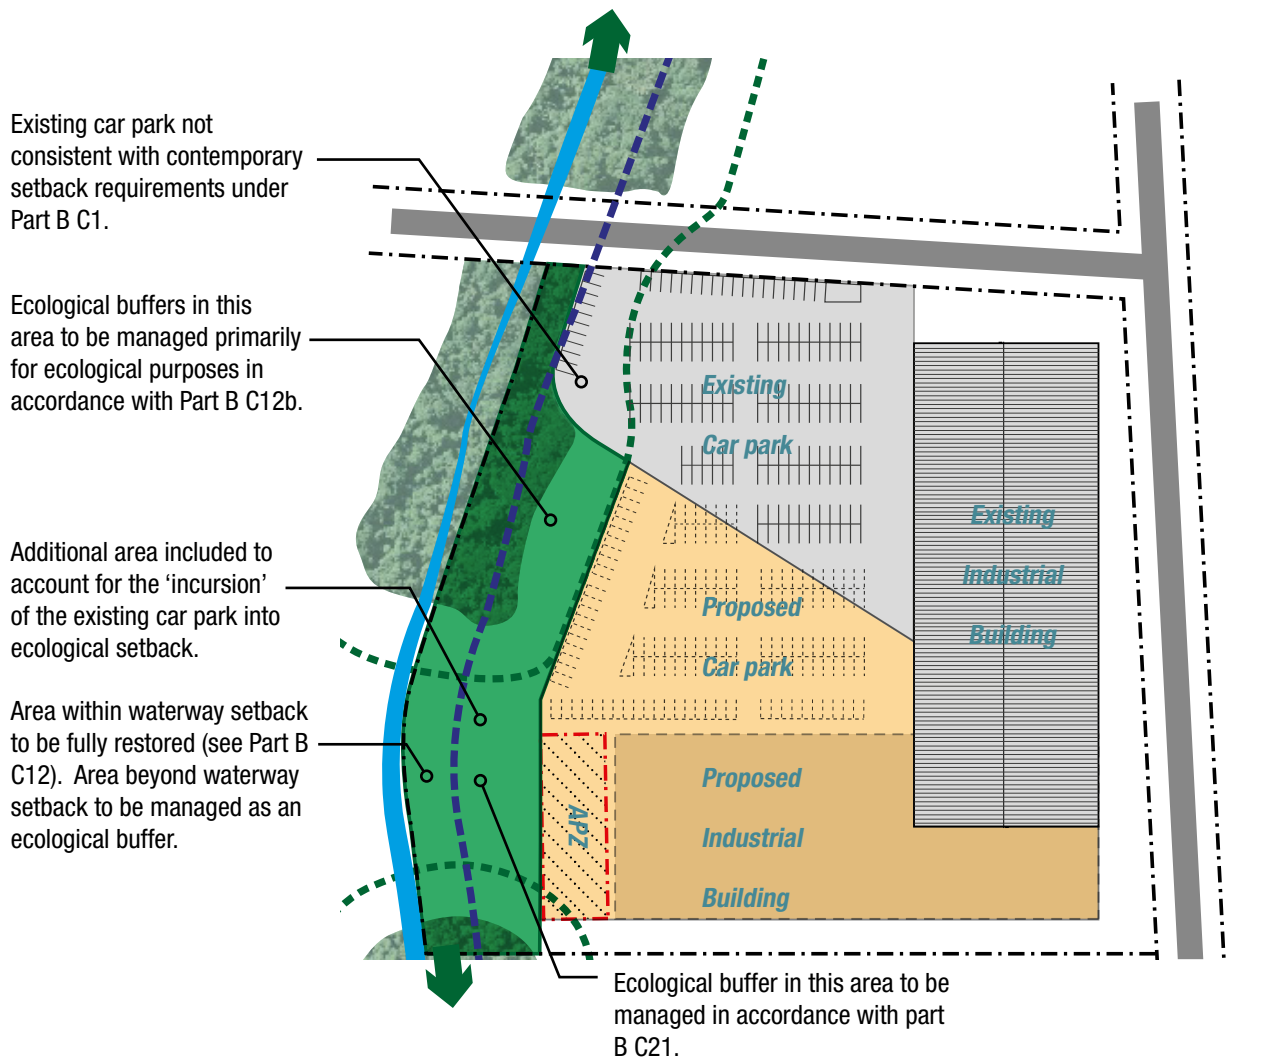 Existing car park not
consistent with contemporary
setback requirements under
Part B C1.
Ecological buffers in this
area to be managed primarily
for ecological purposes in
accordance with Part B C12b.
Additional area included to
account for the ‘incursion’
of the existing car park into
ecological setback.
Area within waterway setback
to be fully restored (see Part B
C12).  Area beyond waterway
setback to be managed as an
ecological buffer.
Existing
Car park
Existing
Industrial
Building
Proposed
Car park
APZ
Proposed
Industrial
Building
Ecological buffer in this area to be
managed in accordance with part
B C21.